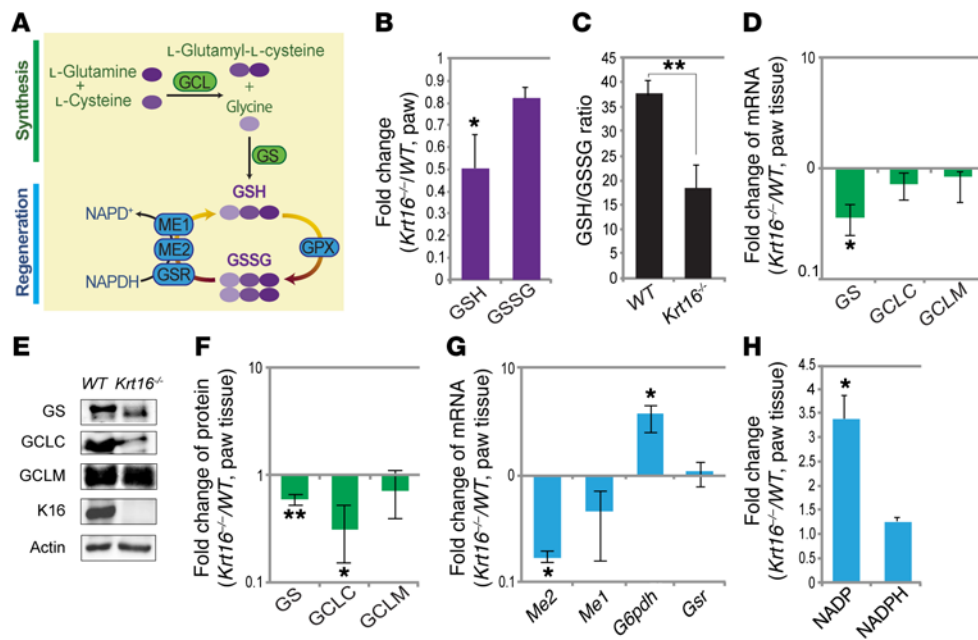 A
Synthesis
Regeneration
L-Glutamine
+
L-Cysteine
GCL
L-Glutamyl-L-cysteine
+
Glycine
GS
GSH
NAPD+
ME1
ME2
NAPDH
GSR
GSSG
GPX
B
Fold change
(Krt16-/-/WT, paw)
1
0.9
0.8
0.7
0.6
0.5
0.4
0.3
0.2
0.1
0
*
GSH
GSSG
C
GSH/GSSG ratio
45
40
35
30
25
20
15
10
5
0
**
WT
Krt16-/-
D
Fold change of mRNA
(Krt16-/-/WT, paw tissue)
10
0
0.1
*
GS
GCLC
GCLM
E
WT Krt16-/-
GS
GCLC
GCLM
K16
Actin
F
Fold change of protein
(Krt16-/-/WT, paw tissue)
10
1
0.1
**
*
GS
GCLC
GCLM
G
Fold change of mRNA
(Krt16-/-/WT, paw tissue)
10
0
0.1
*
*
Me2
Me1
G6pdh
Gsr
H
Fold change
(Krt16-/-/WT, paw tissue)
4.5
4
3.5
3
2.5
2
1.5
1
0.5
0
*
NADP
NADPH